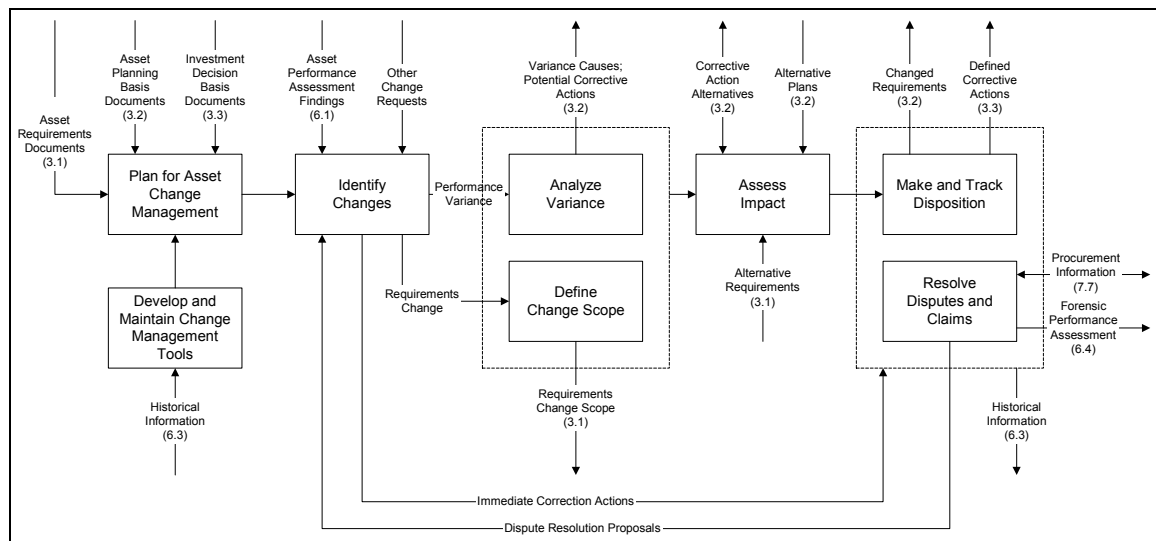 Asset
Planning
Basis
Documents
(3.2)
Investment
Decision
Basis
Documents
(3.3)
Asset
Performance
Assessment
Findings
(6.1)
Other
Change
Requests
Variance Causes;
Potential Corrective
Actions
(3.2)
Corrective
Action
Alternatives
(3.2)
Alternative
Plans
(3.2)
Changed
Requirements
(3.2)
Defined
Corrective
Actions
(3.3)
Asset
Requirements
Documents
(3.1)
Plan for Asset
Change
Management
Identify
Changes
Performance
Variance
Analyze
Variance
Assess
Impact
Make and Track
Disposition
Develop and
Maintain Change
Management
Tools
Requirements
Change
Define
Change Scope
Alternative
Requirements
(3.1)
Resolve
Disputes and
Claims
Procurement
Information
(7.7)
Forensic
Performance
Assessment
(6.4)
Historical
Information
(6.3)
Requirements
Change Scope
(3.1)
Historical
Information
(6.3)
Immediate Correction Actions
Dispute Resolution Proposals